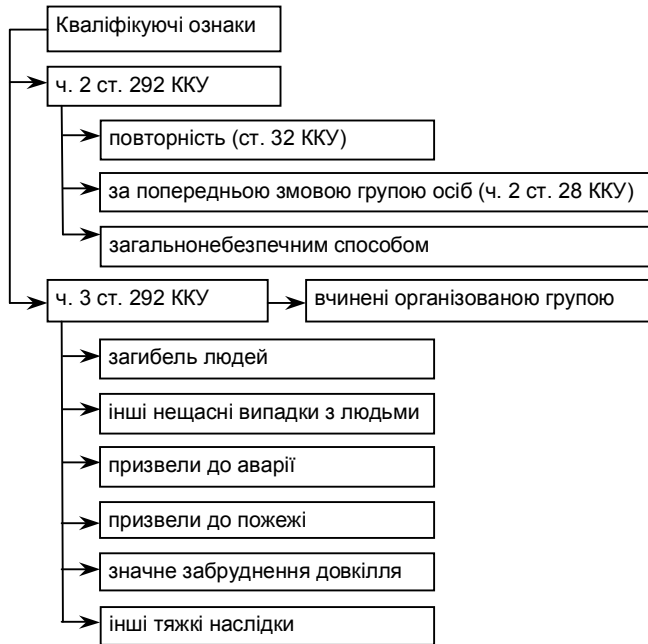 Кваліфікуючі ознаки
ч. 2 ст. 292 ККУ
повторність (ст. 32 ККУ)
за попередньою змовою групою осіб (ч. 2 ст. 28 ККУ)
загальнонебезпечним способом
ч. 3 ст. 292 ККУ
вчинені організованою групою
загибель людей
інші нещасні випадки з людьми
призвели до аварії
призвели до пожежі
значне забруднення довкілля
інші тяжкі наслідки